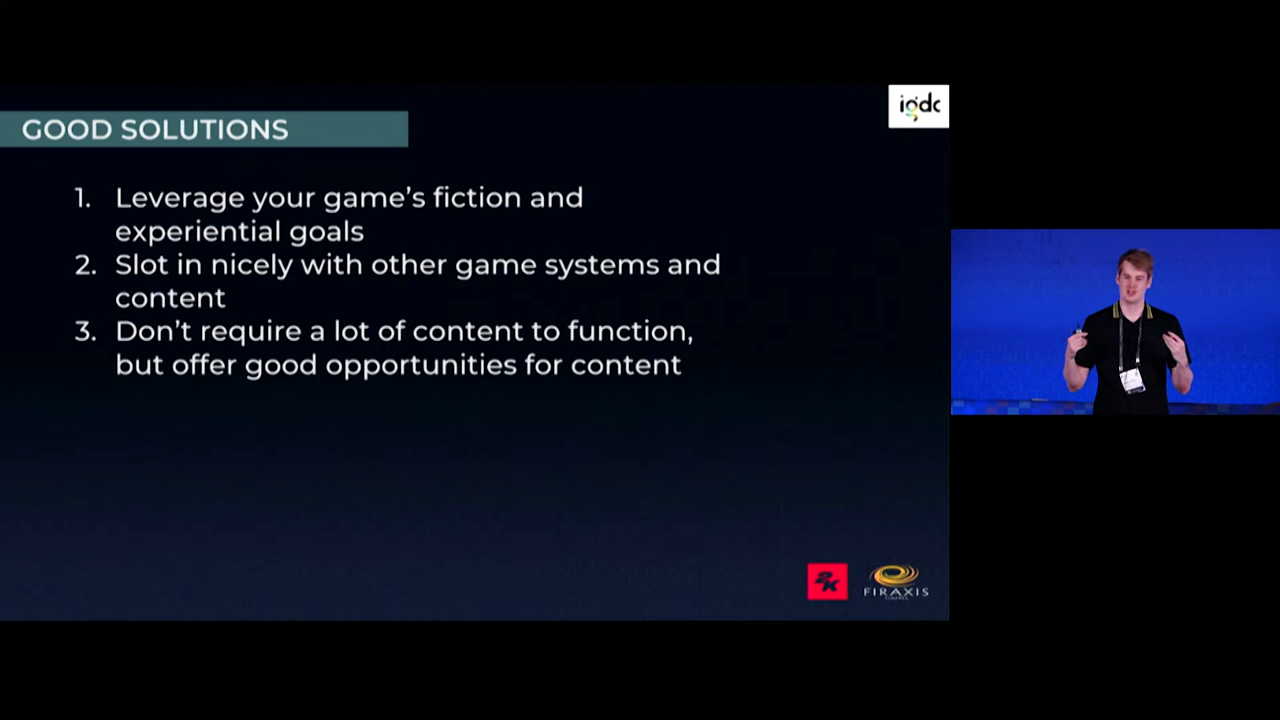 igdc
GOOD SOLUTIONS
1. Leverage your game’s fiction and
experiential goals
2. Slot in nicely with other game systems and
content
3. Don’t require a lot of content to function,
but offer good opportunities for content
2K
FIRAXIS